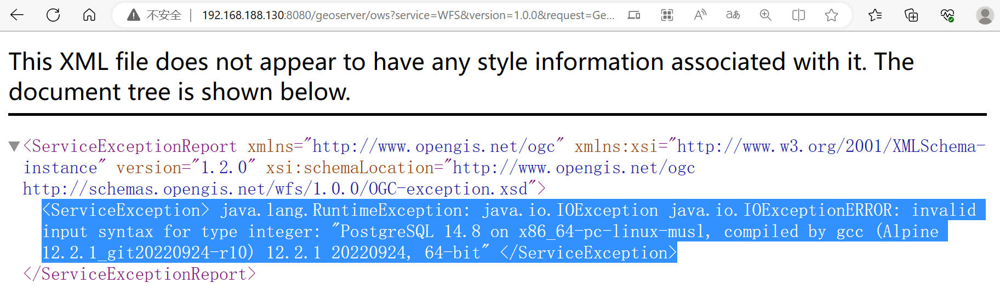 不安全 | 192.168.188.130:8080/geoserver/ows?service=WFS&version=1.0.0&request=Ge... aあ
This XML file does not appear to have any style information associated with it. The
document tree is shown below.
▼<ServiceExceptionReport xmlns="http://www.opengis.net/ogc" xmlns:xsi="http://www.w3.org/2001/XMLSchema-
instance" version="1.2.0" xsi:schemaLocation="http://www.opengis.net/ogc
http://schemas.opengis.net/wfs/1.0.0/OGC-exception.xsd">
<ServiceException> java.lang.RuntimeException: java.io.IOException java.io.IOExceptionERROR: invalid
input syntax for type integer: "PostgreSQL 14.8 on x86_64-pc-linux-musl, compiled by gcc (Alpine
12.2.1_git20220924-r10) 12.2.1 20220924, 64-bit" </ServiceException>
</ServiceExceptionReport>